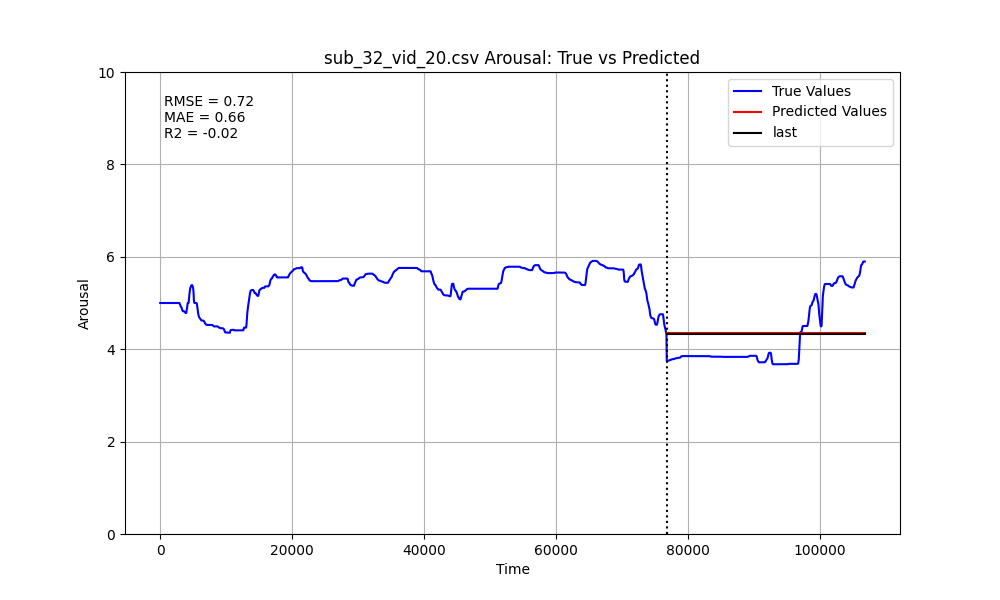 sub_32_vid_20.csv Arousal: True vs Predicted
RMSE = 0.72
MAE = 0.66
R2 = -0.02
True Values
Predicted Values
last
10
8
6
4
2
0
Arousal
0
20000
40000
60000
80000
100000
Time